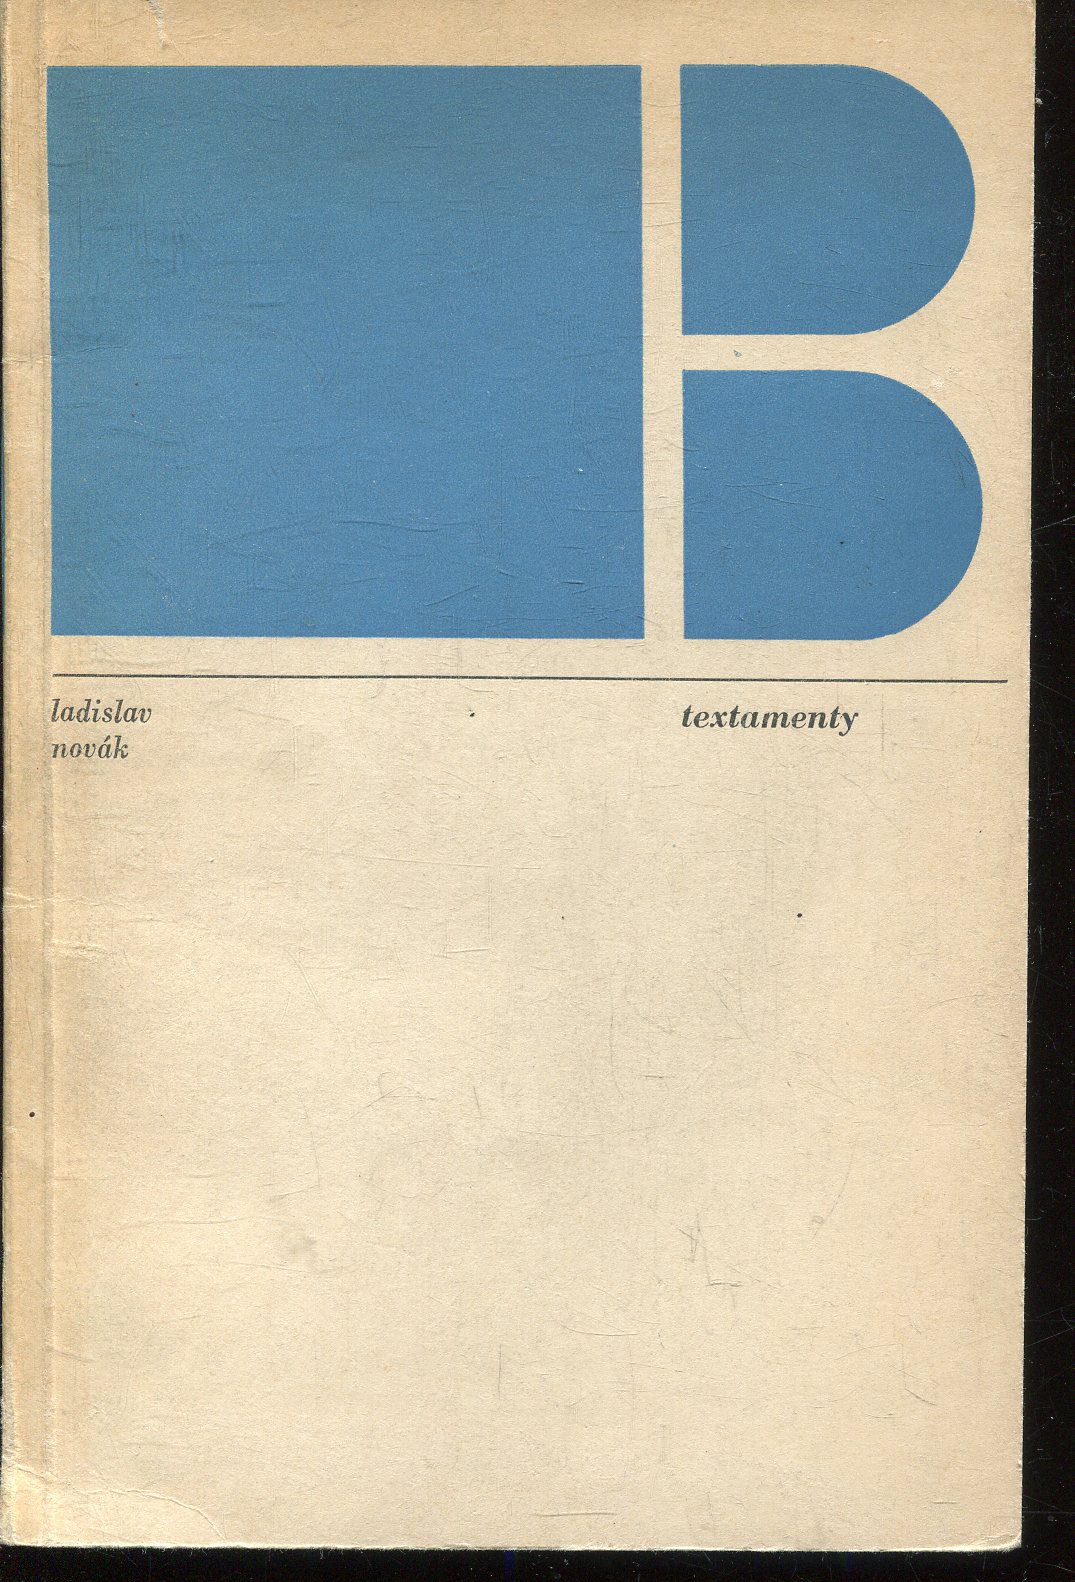 B
ladislav
novák
textamenty